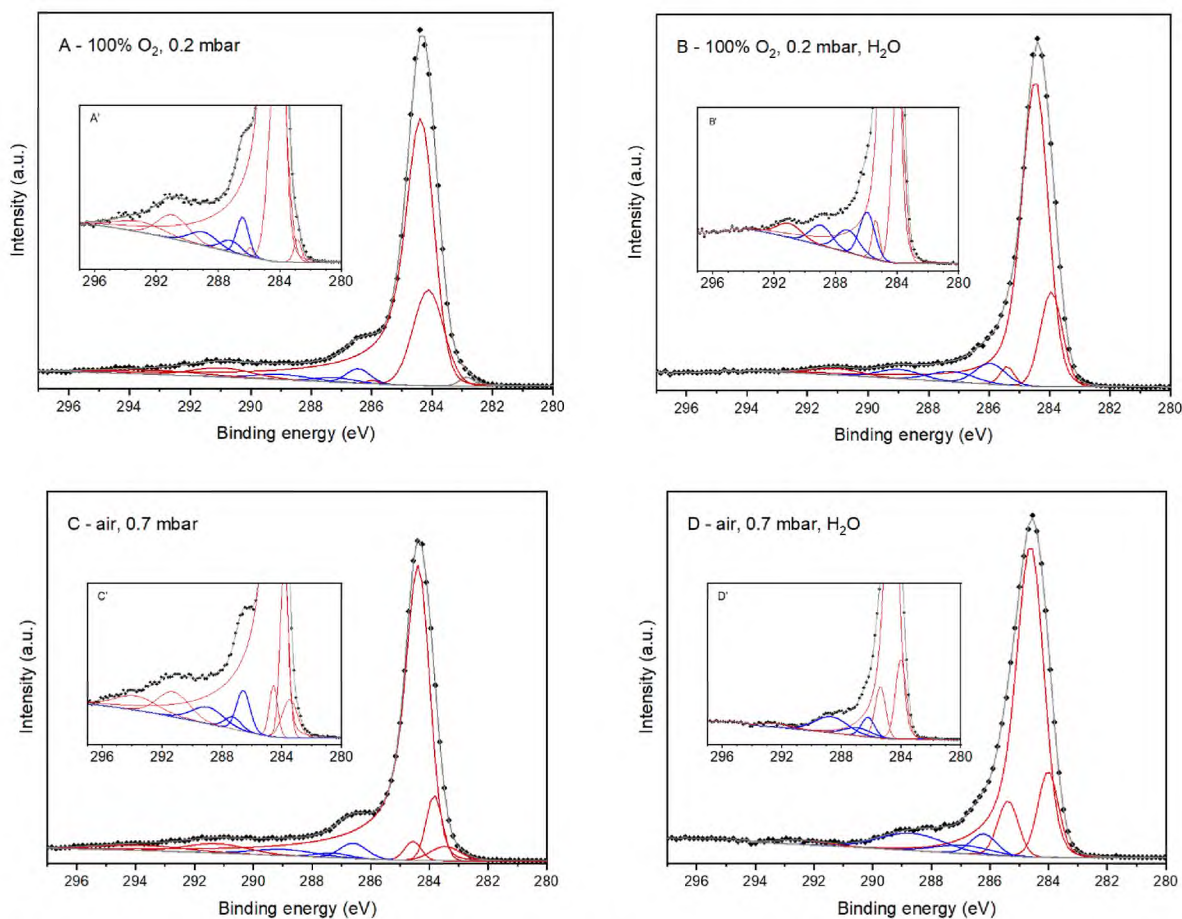 A - 100% O₂, 0.2 mbar
A'
296 292 288 284 280
Intensity (a.u.)
296 294 292 290 288 286 284 282 280
Binding energy (eV)
B - 100% O₂, 0.2 mbar, H₂O
B'
296 292 288 284 280
Intensity (a.u.)
296 294 292 290 288 286 284 282 280
Binding energy (eV)
C - air, 0.7 mbar
C'
296 292 288 284 280
Intensity (a.u.)
296 294 292 290 288 286 284 282 280
Binding energy (eV)
D - air, 0.7 mbar, H₂O
D'
296 292 288 284 280
Intensity (a.u.)
296 294 292 290 288 286 284 282 280
Binding energy (eV)